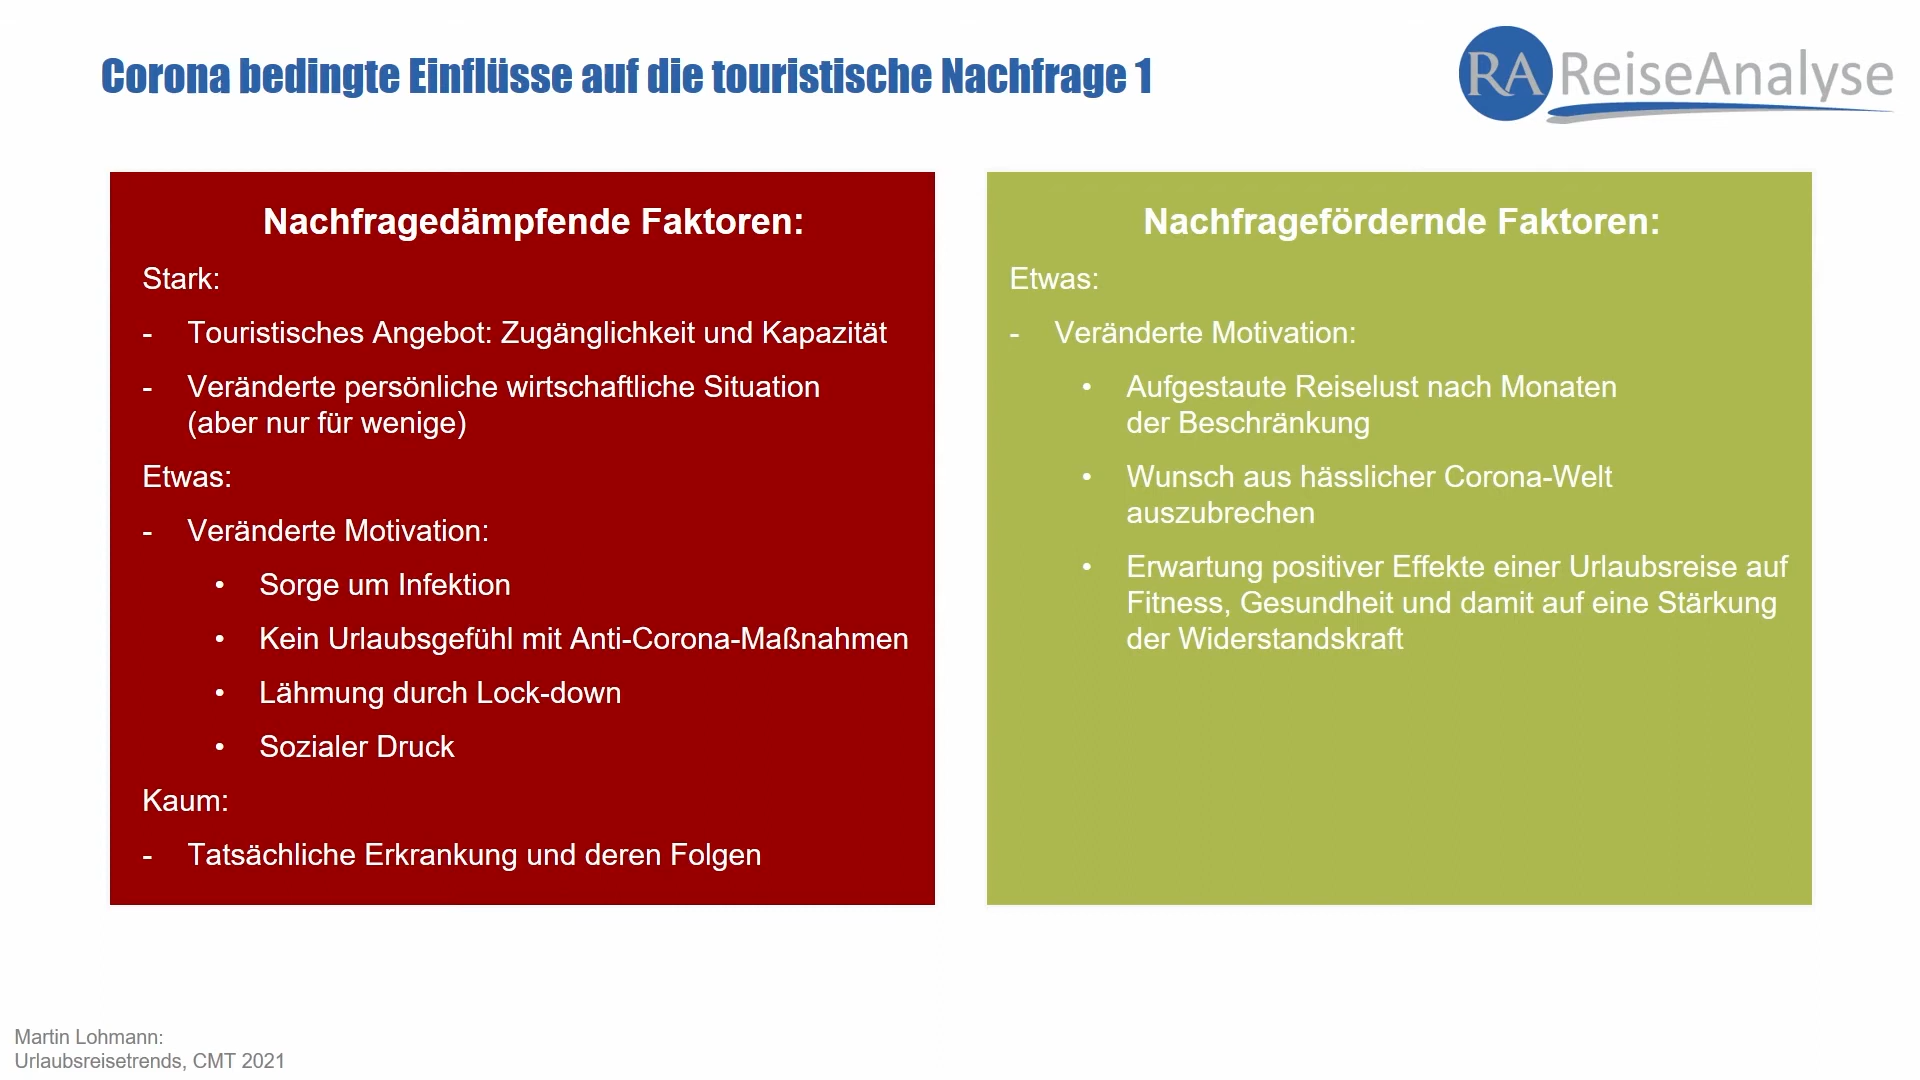 Corona bedingte Einflüsse auf die touristische Nachfrage 1
RA ReiseAnalyse
Nachfragedämpfende Faktoren:
Stark:
- Touristisches Angebot: Zugänglichkeit und Kapazität
- Veränderte persönliche wirtschaftliche Situation
(aber nur für wenige)
Etwas:
- Veränderte Motivation:
• Sorge um Infektion
• Kein Urlaubsgefühl mit Anti-Corona-Maßnahmen
• Lähmung durch Lock-down
• Sozialer Druck
Kaum:
- Tatsächliche Erkrankung und deren Folgen
Nachfragefördernde Faktoren:
Etwas:
- Veränderte Motivation:
• Aufgestaute Reiselust nach Monaten
der Beschränkung
• Wunsch aus hässlicher Corona-Welt
auszubrechen
• Erwartung positiver Effekte einer Urlaubsreise auf
Fitness, Gesundheit und damit auf eine Stärkung
der Widerstandskraft
Martin Lohmann:
Urlaubsreisetrends, CMT 2021